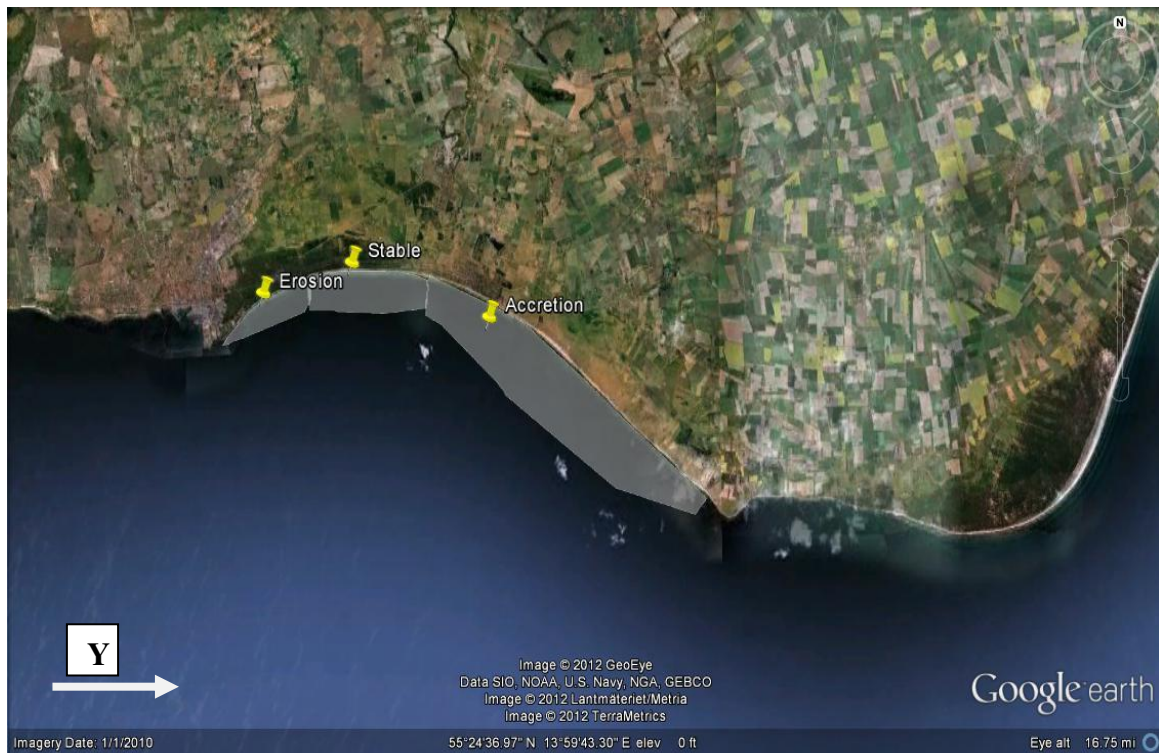 N
Stable
Erosion
Accretion
Y
Image © 2012 GeoEye
Data SIO, NOAA, U.S. Navy, NGA, GEBCO
Image © 2012 Lantmäteriet/Metria
Image © 2012 TerraMetrics
Google earth
Imagery Date: 1/1/2010
55°24'36.97" N 13°59'43.30" E elev 0 ft
Eye alt 16.75 mi